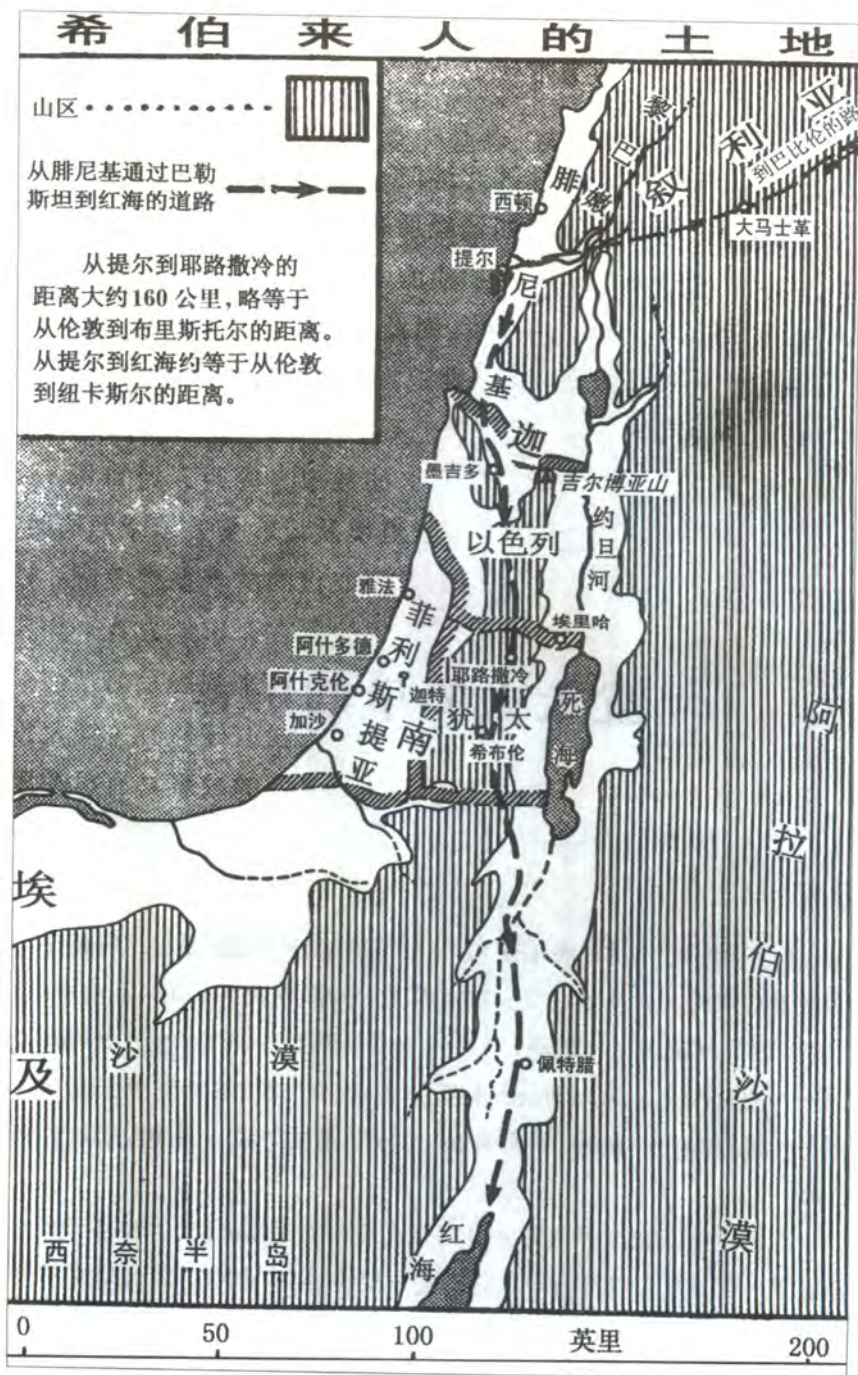 希伯来人的土地
山区
从腓尼基通过巴勒
斯坦到红海的道路
从提尔到耶路撒冷的
距离大约160公里，略等于
从伦敦到布里斯托尔的距离。
从提尔到红海约等于从伦敦
到纽卡斯尔的距离。
黎巴嫩
叙利亚
到巴比伦的路
腓尼基
西顿
大马士革
提尔
迦南
墨吉多
吉尔博亚山
约旦河
以色列
雅法
埃里哈
菲利斯提亚
阿什多德
耶路撒冷
阿什克伦
迦特
死海
加沙
犹太
希布伦
阿拉伯沙漠
埃及
沙漠
佩特腊
西奈半岛
红海
0 50 100 英里 200